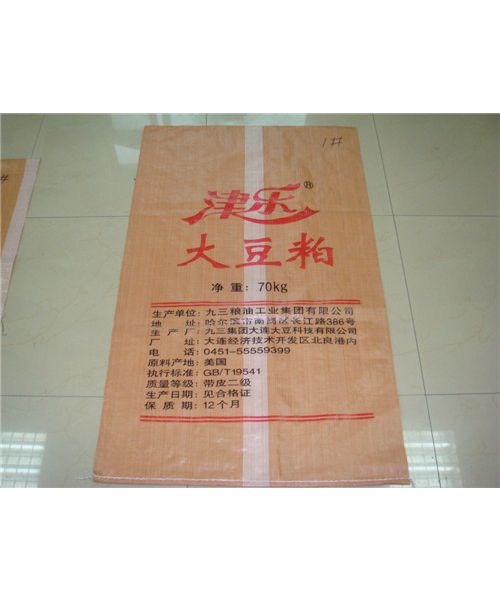 1#
津乐®
大豆粕
净重：70kg
生产单位：九三粮油工业集团有限公司
地 址：哈尔滨市南岗区长江路386号
生 产 厂：九三集团大连大豆科技有限公司
厂 址：大连经济技术开发区北良港内
电 话：0451-55559399
原料产地：美国
执行标准：GB/T19541
质量等级：带皮二级
生产日期：见合格证
保 质 期：12个月
#